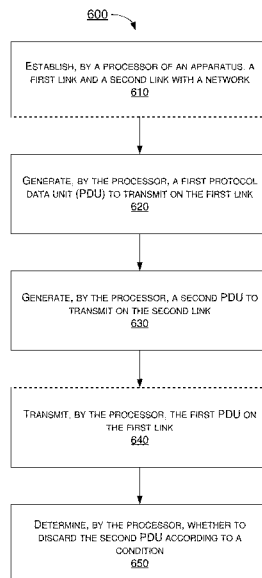 600
ESTABLISH, BY A PROCESSOR OF AN APPARATUS, A
FIRST LINK AND A SECOND LINK WITH A NETWORK
610
GENERATE, BY THE PROCESSOR, A FIRST PROTOCOL
DATA UNIT (PDU) TO TRANSMIT ON THE FIRST LINK
620
GENERATE, BY THE PROCESSOR, A SECOND PDU TO
TRANSMIT ON THE SECOND LINK
630
TRANSMIT, BY THE PROCESSOR, THE FIRST PDU ON
THE FIRST LINK
640
DETERMINE, BY THE PROCESSOR, WHETHER TO
DISCARD THE SECOND PDU ACCORDING TO A
CONDITION
650